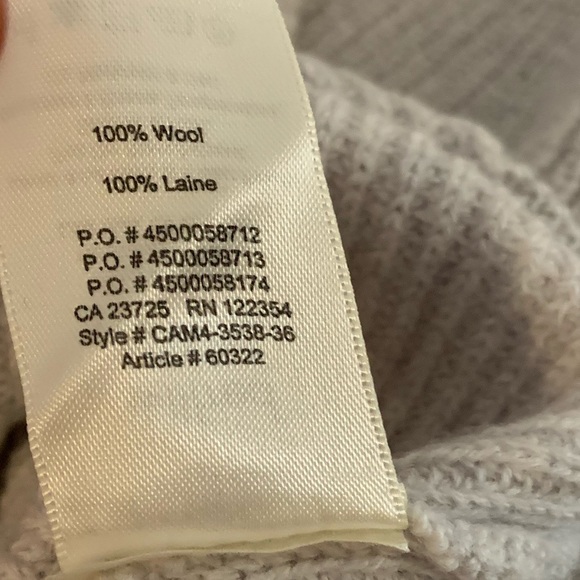 100% Wool
100% Laine
P.O. # 4500058712
P.O. # 4500058713
P.O. # 4500058174
CA 23725 RN 122354
Style # CAM4-3538-36
Article # 60322